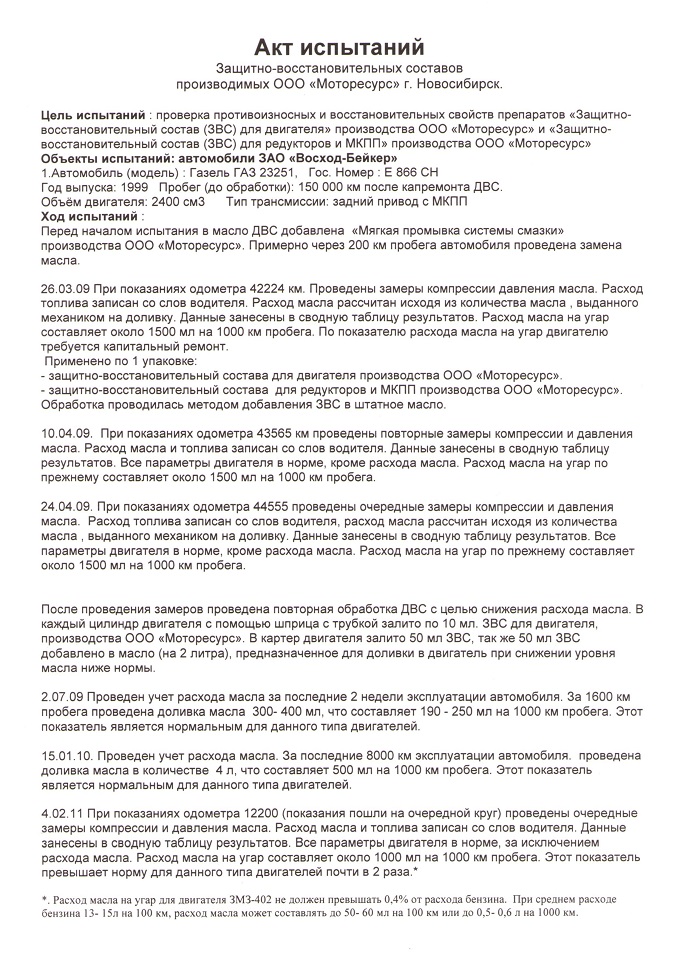 Акт испытаний
Защитно-восстановительных составов
производимых ООО «Моторесурс» г. Новосибирск.
Цель испытаний : проверка противоизносных и восстановительных свойств препаратов «Защитно-
восстановительный состав (ЗВС) для двигателя» производства ООО «Моторесурс» и «Защитно-
восстановительный состав (ЗВС) для редукторов и МКПП» производства ООО «Моторесурс»
Объекты испытаний: автомобили ЗАО «Восход-Бейкер»
1.Автомобиль (модель) : Газель ГАЗ 23251, Гос. Номер : Е 866 СН
Год выпуска: 1999 Пробег (до обработки): 150 000 км после капремонта ДВС.
Объём двигателя: 2400 см3 Тип трансмиссии: задний привод с МКПП
Ход испытаний :
Перед началом испытания в масло ДВС добавлена «Мягкая промывка системы смазки»
производства ООО «Моторесурс». Примерно через 200 км пробега автомобиля проведена замена
масла.
26.03.09 При показаниях одометра 42224 км. Проведены замеры компрессии давления масла. Расход
топлива записан со слов водителя. Расход масла рассчитан исходя из количества масла , выданного
механиком на доливку. Данные занесены в сводную таблицу результатов. Расход масла на угар
составляет около 1500 мл на 1000 км пробега. По показателю расхода масла на угар двигателю
требуется капитальный ремонт.
Применено по 1 упаковке:
- защитно-восстановительный состава для двигателя производства ООО «Моторесурс».
- защитно-восстановительный состава для редукторов и МКПП производства ООО «Моторесурс».
Обработка проводилась методом добавления ЗВС в штатное масло.
10.04.09. При показаниях одометра 43565 км проведены повторные замеры компрессии и давления
масла. Расход масла и топлива записан со слов водителя. Данные занесены в сводную таблицу
результатов. Все параметры двигателя в норме, кроме расхода масла. Расход масла на угар по
прежнему составляет около 1500 мл на 1000 км пробега.
24.04.09. При показаниях одометра 44555 проведены очередные замеры компрессии и давления
масла. Расход топлива записан со слов водителя, расход масла рассчитан исходя из количества
масла , выданного механиком на доливку. Данные занесены в сводную таблицу результатов. Все
параметры двигателя в норме, кроме расхода масла. Расход масла на угар по прежнему составляет
около 1500 мл на 1000 км пробега.
После проведения замеров проведена повторная обработка ДВС с целью снижения расхода масла. В
каждый цилиндр двигателя с помощью шприца с трубкой залито по 10 мл. ЗВС для двигателя,
производства ООО «Моторесурс». В картер двигателя залито 50 мл ЗВС, так же 50 мл ЗВС
добавлено в масло (на 2 литра), предназначенное для доливки в двигатель при снижении уровня
масла ниже нормы.
2.07.09 Проведен учет расхода масла за последние 2 недели эксплуатации автомобиля. За 1600 км
пробега проведена доливка масла 300- 400 мл, что составляет 190 - 250 мл на 1000 км пробега. Этот
показатель является нормальным для данного типа двигателей.
15.01.10. Проведен учет расхода масла. За последние 8000 км эксплуатации автомобиля. проведена
доливка масла в количестве 4 л, что составляет 500 мл на 1000 км пробега. Этот показатель
является нормальным для данного типа двигателей.
4.02.11 При показаниях одометра 12200 (показания пошли на очередной круг) проведены очередные
замеры компрессии и давления масла. Расход масла и топлива записан со слов водителя. Данные
занесены в сводную таблицу результатов. Все параметры двигателя в норме, за исключением
расхода масла. Расход масла на угар составляет около 1000 мл на 1000 км пробега. Этот показатель
превышает норму для данного типа двигателей почти в 2 раза.*
*. Расход масла на угар для двигателя ЗМЗ-402 не должен превышать 0,4% от расхода бензина. При среднем расходе
бензина 13- 15л на 100 км, расход масла может составлять до 50- 60 мл на 100 км или до 0,5- 0,6 л на 1000 км.